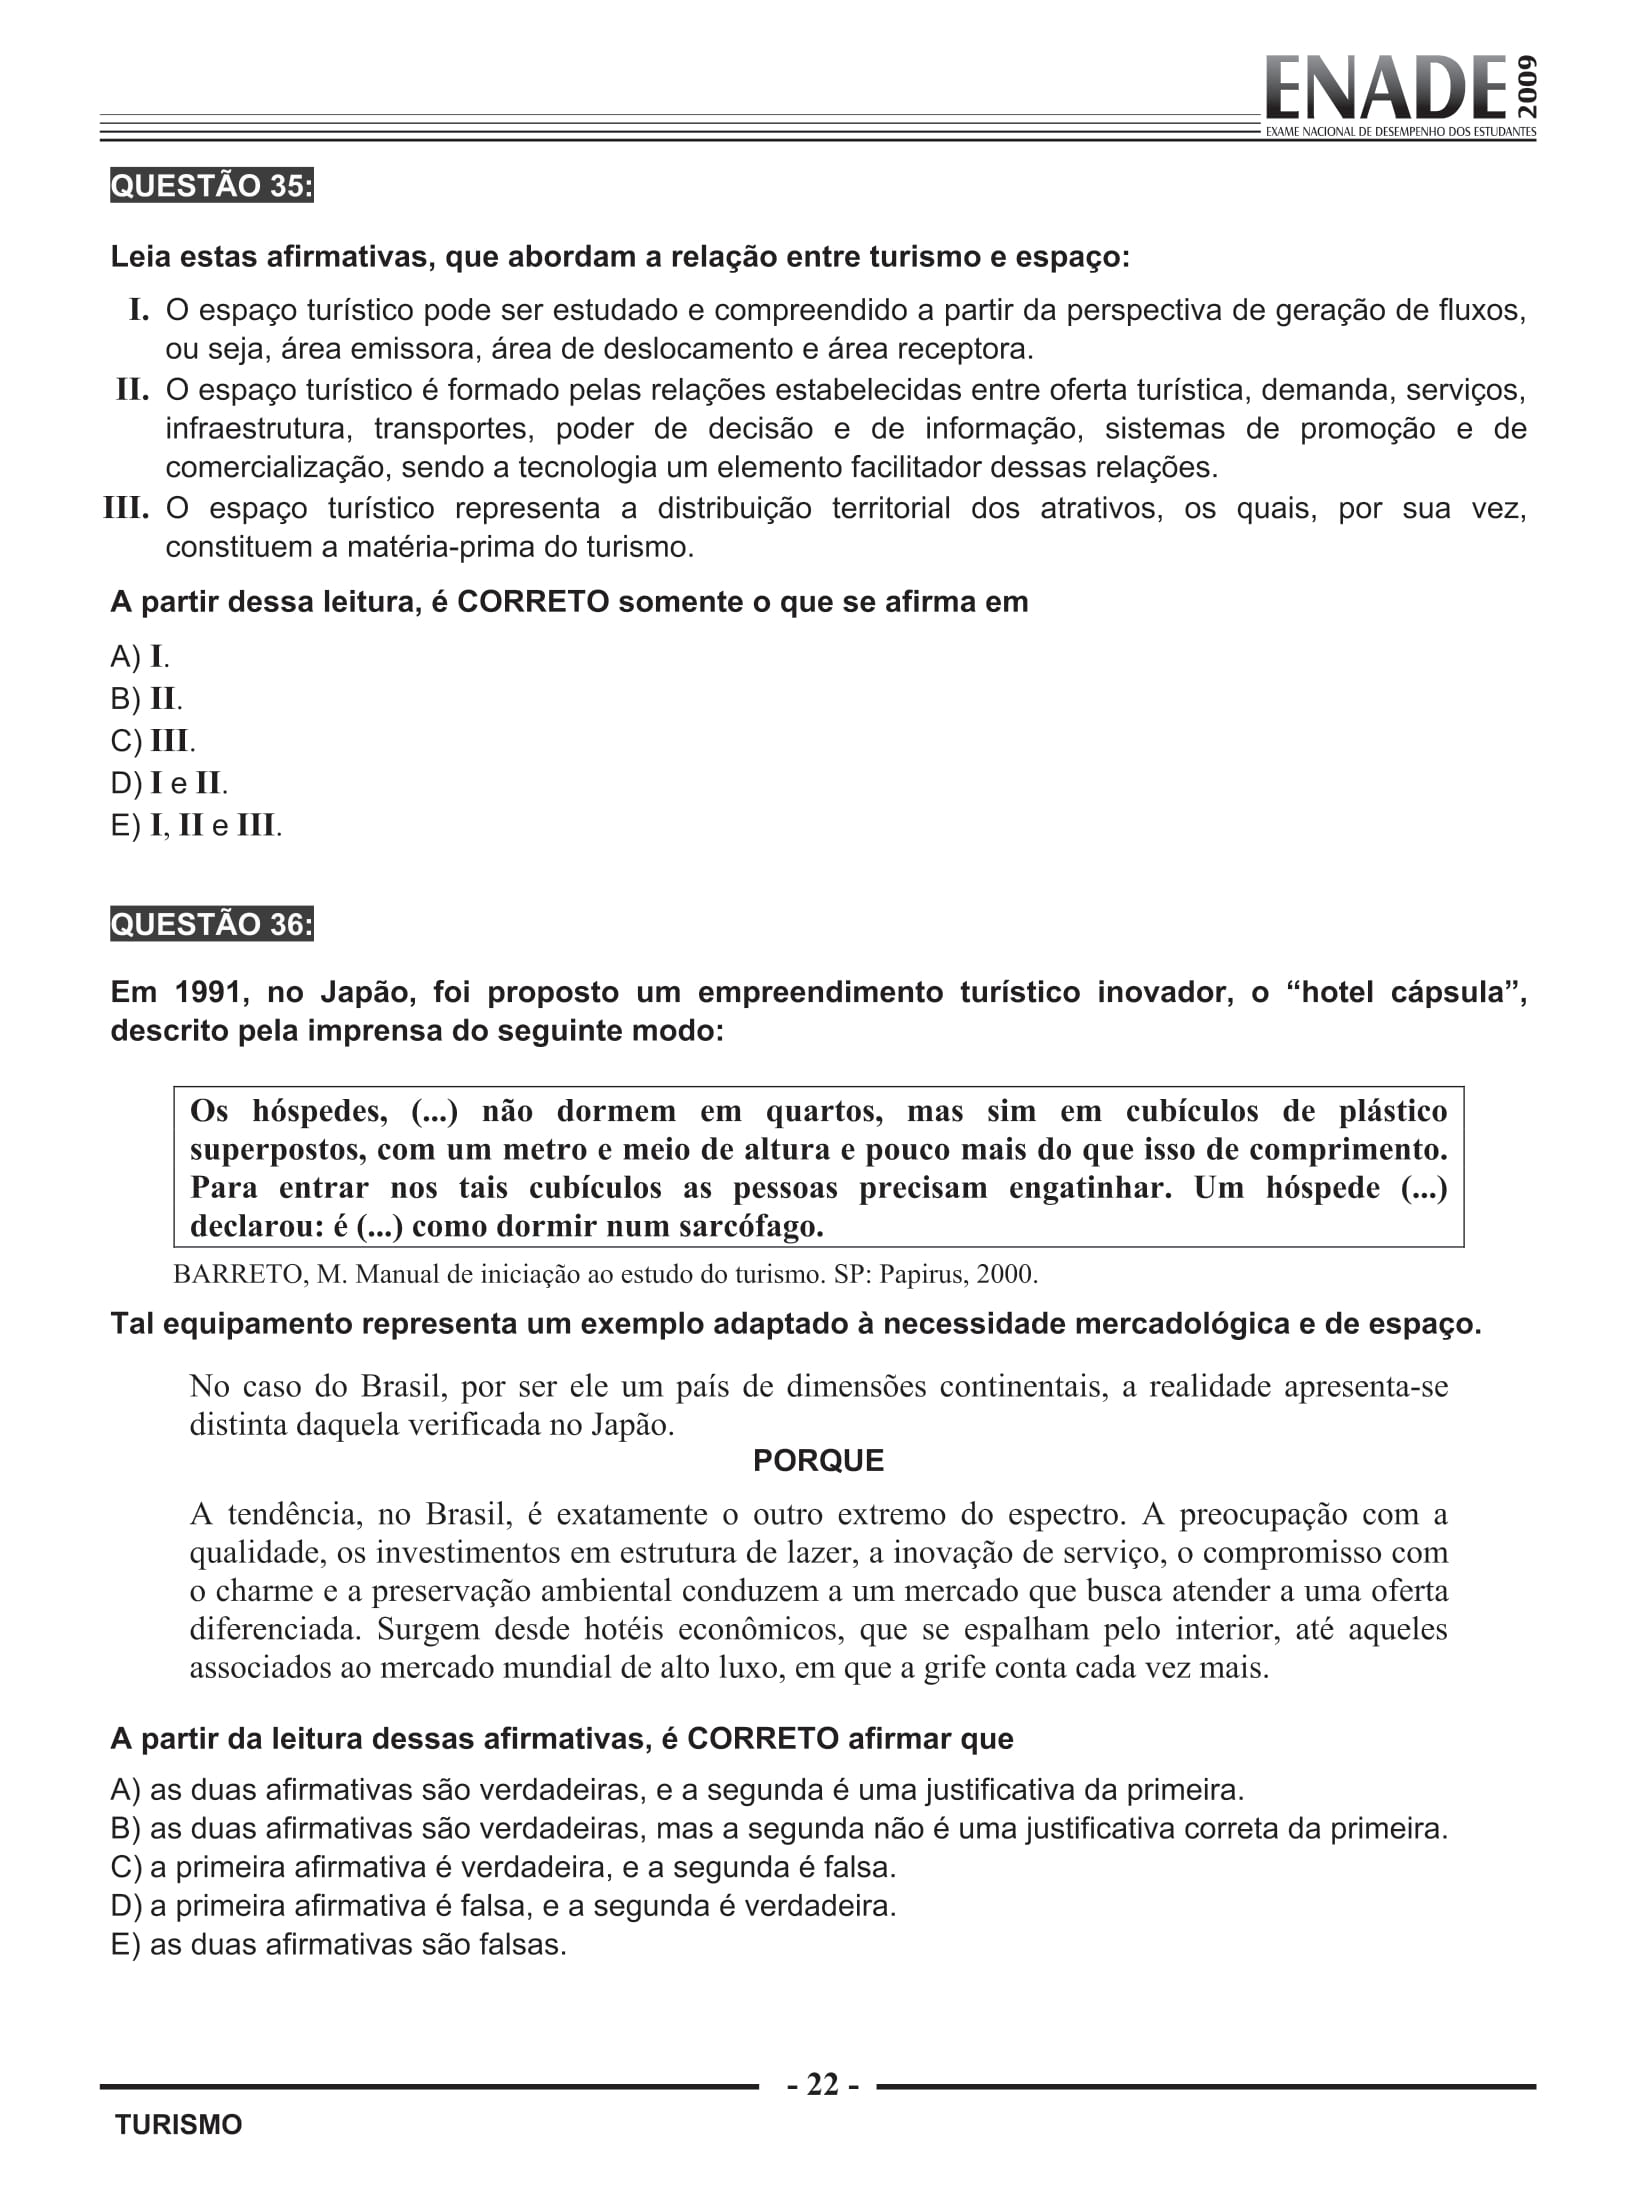 ENADE 2009
EXAME NACIONAL DE DESEMPENHO DOS ESTUDANTES
QUESTÃO 35:
Leia estas afirmativas, que abordam a relação entre turismo e espaço:
I. O espaço turístico pode ser estudado e compreendido a partir da perspectiva de geração de fluxos,
ou seja, área emissora, área de deslocamento e área receptora.
II. O espaço turístico é formado pelas relações estabelecidas entre oferta turística, demanda, serviços,
infraestrutura, transportes, poder de decisão e de informação, sistemas de promoção e de
comercialização, sendo a tecnologia um elemento facilitador dessas relações.
III. O espaço turístico representa a distribuição territorial dos atrativos, os quais, por sua vez,
constituem a matéria-prima do turismo.
A partir dessa leitura, é CORRETO somente o que se afirma em
A) I.
B) II.
C) III.
D) I e II.
E) I, II e III.
QUESTÃO 36:
Em 1991, no Japão, foi proposto um empreendimento turístico inovador, o “hotel cápsula”,
descrito pela imprensa do seguinte modo:
Os hóspedes, (...) não dormem em quartos, mas sim em cubículos de plástico
superpostos, com um metro e meio de altura e pouco mais do que isso de comprimento.
Para entrar nos tais cubículos as pessoas precisam engatinhar. Um hóspede (...)
declarou: é (...) como dormir num sarcófago.
BARRETO, M. Manual de iniciação ao estudo do turismo. SP: Papirus, 2000.
Tal equipamento representa um exemplo adaptado à necessidade mercadológica e de espaço.
No caso do Brasil, por ser ele um país de dimensões continentais, a realidade apresenta-se
distinta daquela verificada no Japão.
PORQUE
A tendência, no Brasil, é exatamente o outro extremo do espectro. A preocupação com a
qualidade, os investimentos em estrutura de lazer, a inovação de serviço, o compromisso com
o charme e a preservação ambiental conduzem a um mercado que busca atender a uma oferta
diferenciada. Surgem desde hotéis econômicos, que se espalham pelo interior, até aqueles
associados ao mercado mundial de alto luxo, em que a grife conta cada vez mais.
A partir da leitura dessas afirmativas, é CORRETO afirmar que
A) as duas afirmativas são verdadeiras, e a segunda é uma justificativa da primeira.
B) as duas afirmativas são verdadeiras, mas a segunda não é uma justificativa correta da primeira.
C) a primeira afirmativa é verdadeira, e a segunda é falsa.
D) a primeira afirmativa é falsa, e a segunda é verdadeira.
E) as duas afirmativas são falsas.
- 22 -
TURISMO